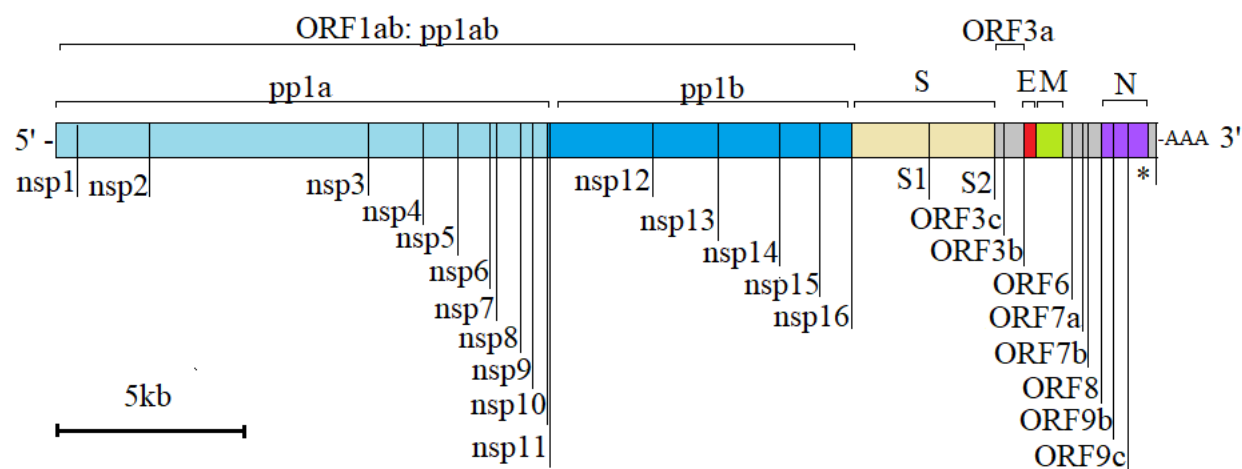 ORF1ab: pp1ab
ORF3a
pp1a
pp1b
S
E
M
N
5' -
-AAA 3'
nsp1
nsp2
nsp3
nsp4
nsp5
nsp6
nsp7
nsp8
nsp9
nsp10
nsp11
nsp12
nsp13
nsp14
nsp15
nsp16
S1
S2
ORF3c
ORF3b
ORF6
ORF7a
ORF7b
ORF8
ORF9b
ORF9c
*
5kb